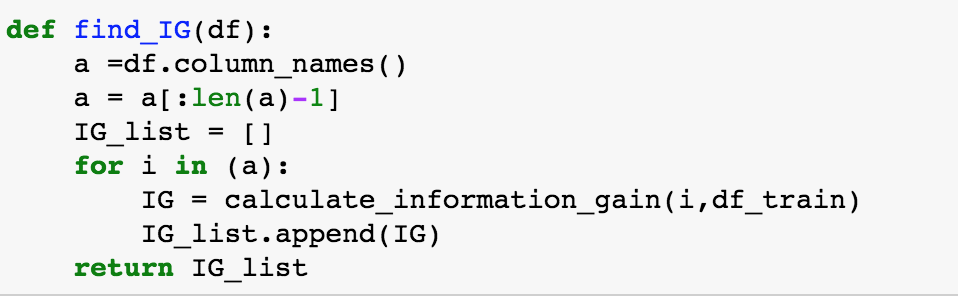 def find_IG(df):
    a =df.column_names()
    a = a[:len(a)-1]
    IG_list = []
    for i in (a):
        IG = calculate_information_gain(i,df_train)
        IG_list.append(IG)
    return IG_list